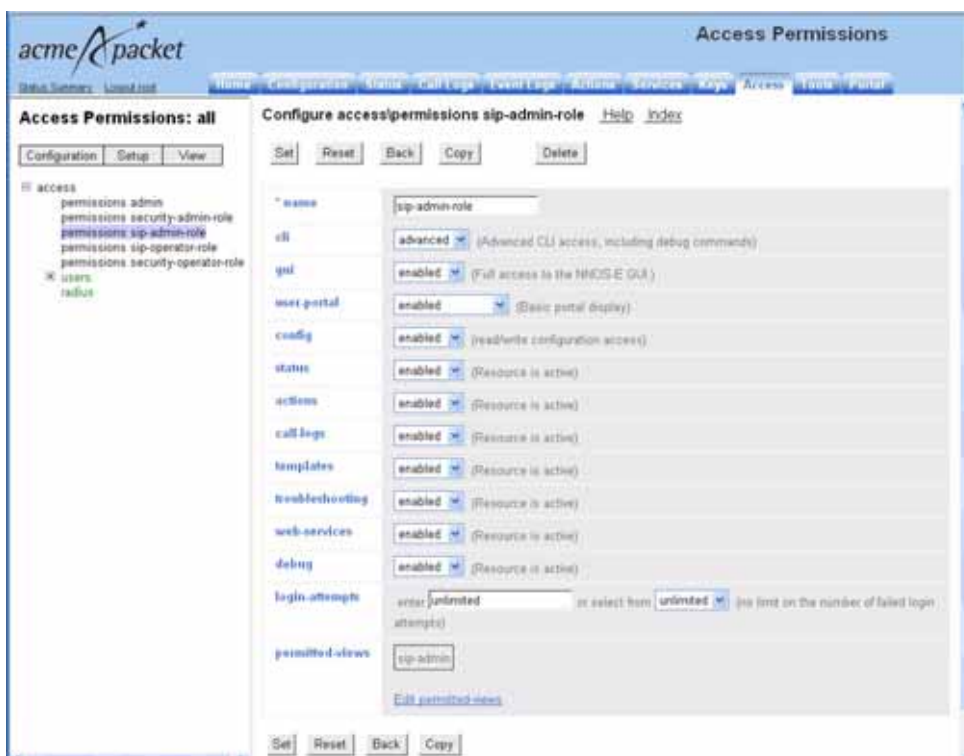 acme packet
Access Permissions
Status Summary Logout root
Home Configuration Status Call Logs Event Logs Actions Services Keys Access Tools Portal
Access Permissions: all
Configuration Setup View
access
permissions admin
permissions security-admin-role
permissions sip-admin-role
permissions sip-operator-role
permissions security-operator-role
users
radius
Configure access\permissions sip-admin-role Help Index
Set Reset Back Copy Delete
* name sip-admin-role
cli advanced (Advanced CLI access, including debug commands)
gui enabled (Full access to the NNOS-E GUI.)
user-portal enabled (Basic portal display)
config enabled (read/write configuration access)
status enabled (Resource is active)
actions enabled (Resource is active)
call-logs enabled (Resource is active)
templates enabled (Resource is active)
troubleshooting enabled (Resource is active)
web-services enabled (Resource is active)
debug enabled (Resource is active)
login-attempts enter unlimited or select from unlimited (no limit on the number of failed login
attempts)
permitted-views sip-admin
Edit permitted-views
Set Reset Back Copy